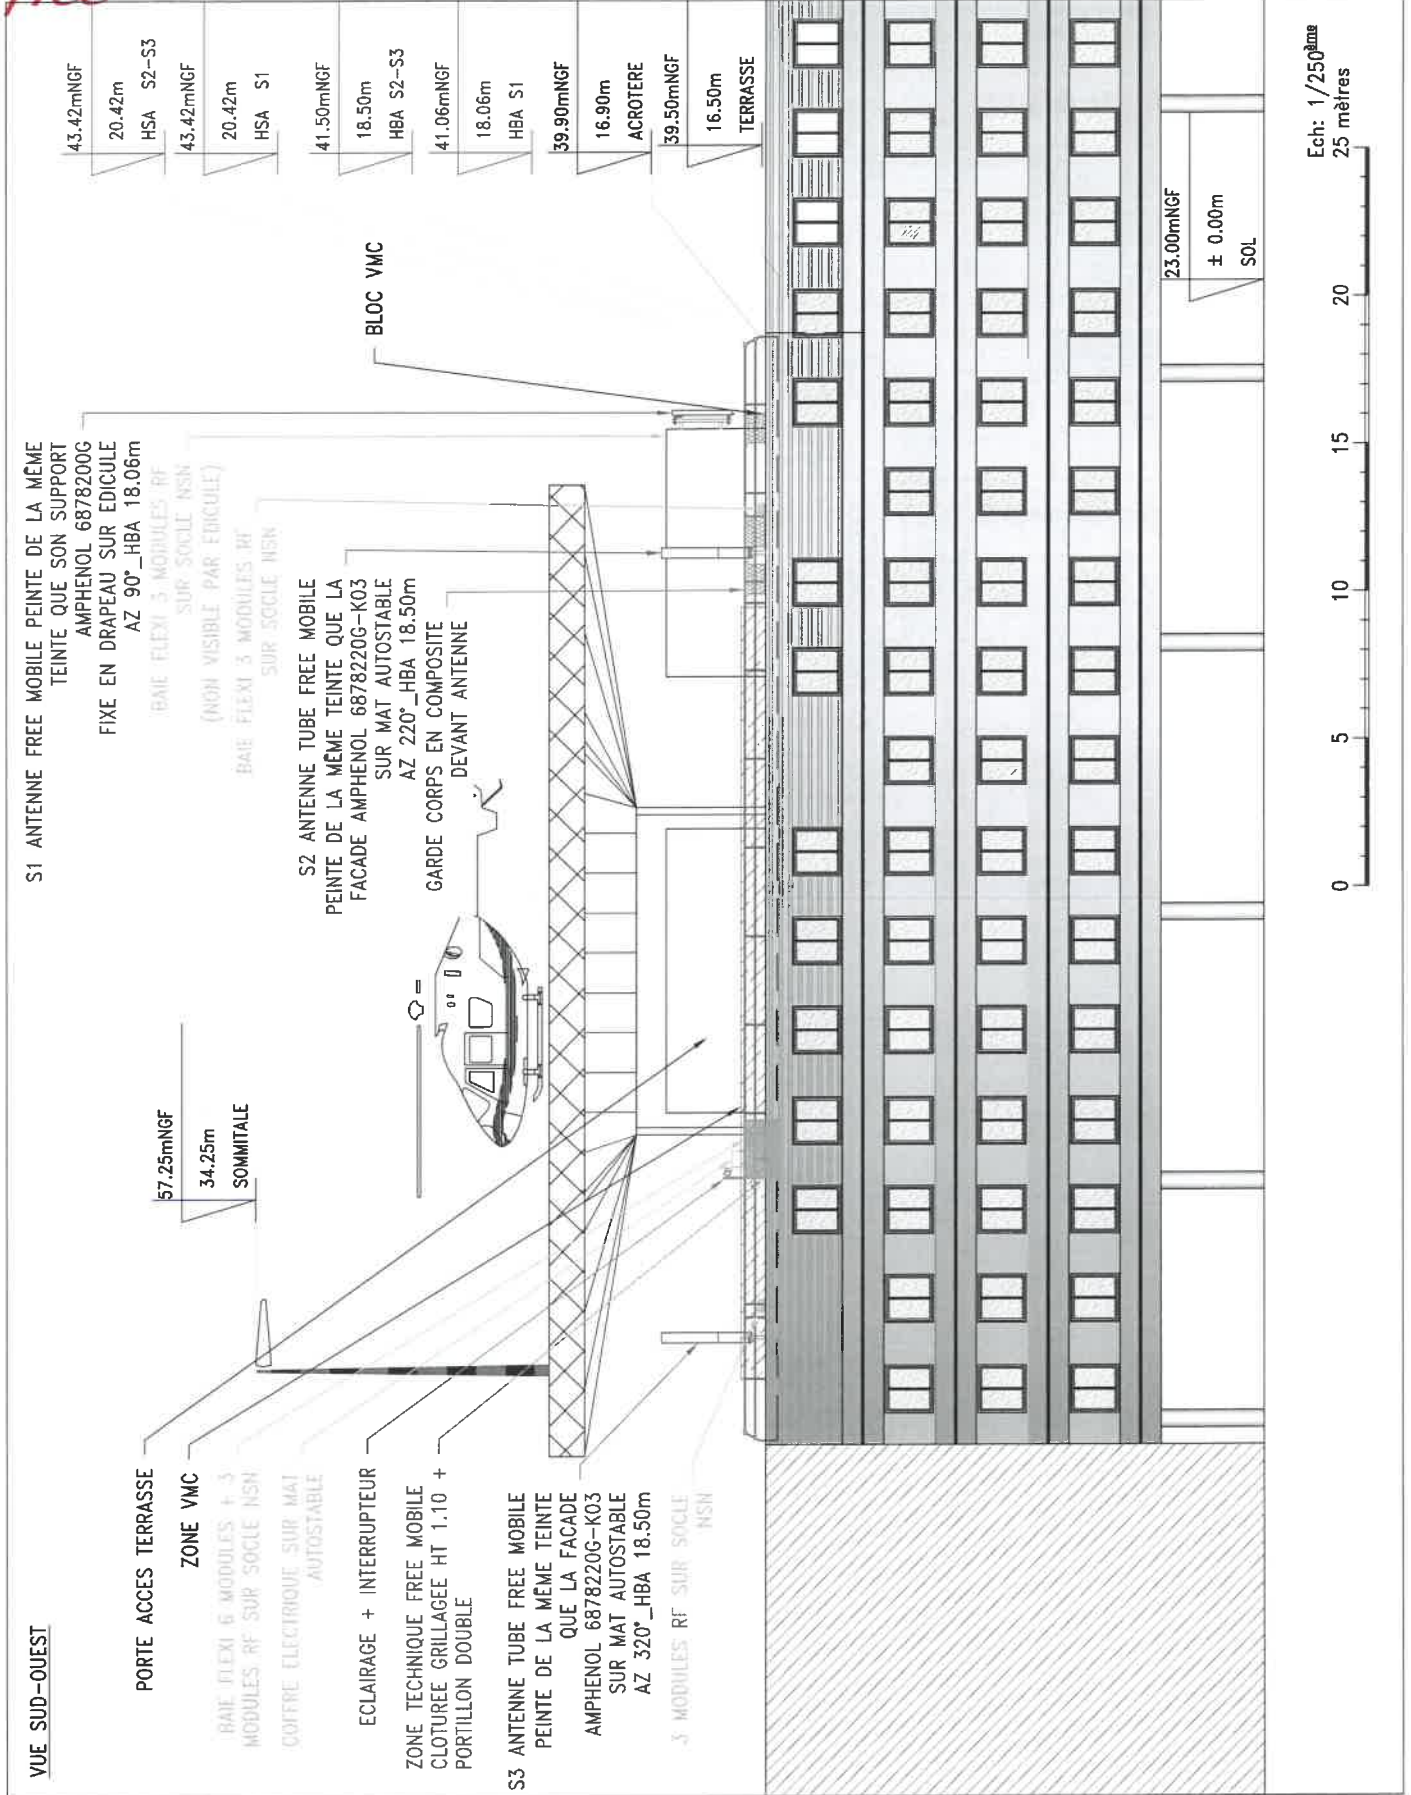 VUE SUD-OUEST
PORTE ACCES TERRASSE
ZONE VMC
BAIE FLEXI 6 MODULES + 3
MODULES RF SUR SOCLE NSN
COFFRE ELECTRIQUE SUR MAT
AUTOSTABLE
ECLAIRAGE + INTERRUPTEUR
ZONE TECHNIQUE FREE MOBILE
CLOTUREE GRILLAGEE HT 1.10 +
PORTILLON DOUBLE
S3 ANTENNE TUBE FREE MOBILE
PEINTE DE LA MÊME TEINTE
QUE LA FACADE
AMPHENOL 6878220G-K03
SUR MAT AUTOSTABLE
AZ 320°_HBA 18.50m
3 MODULES RF SUR SOCLE
NSN
57.25mNGF
34.25m
SOMMITALE
S1 ANTENNE FREE MOBILE PEINTE DE LA MÊME
TEINTE QUE SON SUPPORT
AMPHENOL 6878200G
FIXE EN DRAPEAU SUR EDICULE
AZ 90°_HBA 18.06m
BAIE FLEXI 3 MODULES RF
SUR SOCLE NSN
(NON VISIBLE PAR EDICULE)
BAIE FLEXI 3 MODULES RF
SUR SOCLE NSN
S2 ANTENNE TUBE FREE MOBILE
PEINTE DE LA MÊME TEINTE QUE LA
FACADE AMPHENOL 6878220G-K03
SUR MAT AUTOSTABLE
AZ 220°_HBA 18.50m
GARDE CORPS EN COMPOSITE
DEVANT ANTENNE
BLOC VMC
43.42mNGF
20.42m
HSA S2-S3
43.42mNGF
20.42m
HSA S1
41.50mNGF
18.50m
HBA S2-S3
41.06mNGF
18.06m
HBA S1
39.90mNGF
16.90m
ACROTERE
39.50mNGF
16.50m
TERRASSE
23.00mNGF
± 0.00m
SOL
Ech: 1/250ème
0 5 10 15 20 25 mètres